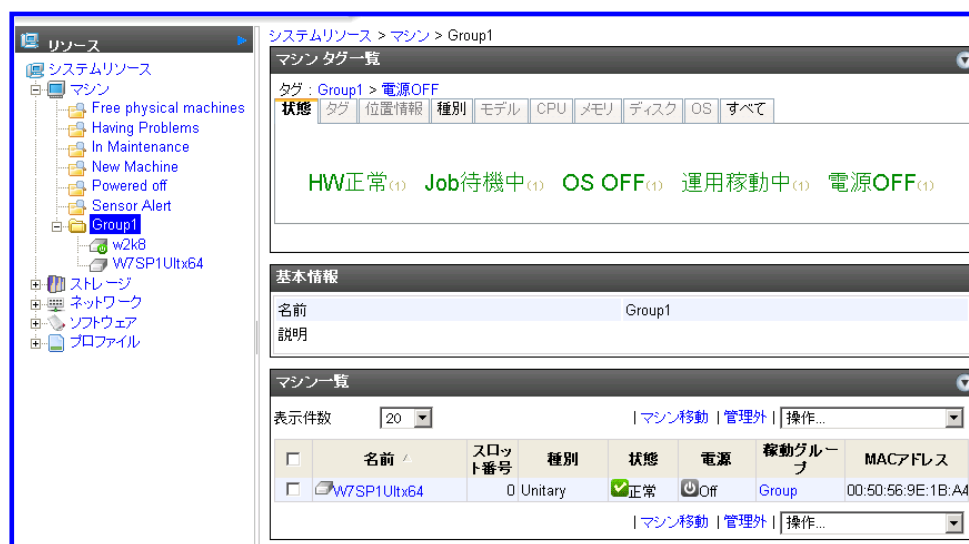 リソース
システムリソース
マシン
Free physical machines
Having Problems
In Maintenance
New Machine
Powered off
Sensor Alert
Group1
w2k8
W7SP1Ultx64
ストレージ
ネットワーク
ソフトウェア
プロファイル
システムリソース > マシン > Group1
マシン タグ一覧
タグ : Group1 > 電源OFF
状態 タグ 位置情報 種別 モデル CPU メモリ ディスク OS すべて
HW正常(1) Job待機中(1) OS OFF(1) 運用稼動中(1) 電源OFF(1)
基本情報
名前 Group1
説明
マシン一覧
表示件数 20 | マシン移動 | 管理外 | 操作...
名前 スロット番号 種別 状態 電源 稼動グループ MACアドレス
W7SP1Ultx64 0 Unitary 正常 Off Group 00:50:56:9E:1B:A4
| マシン移動 | 管理外 | 操作...